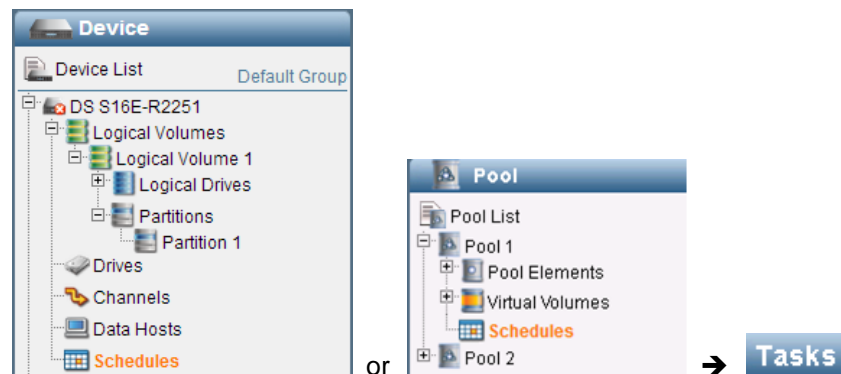 Device
Device List Default Group
DS S16E-R2251
Logical Volumes
Logical Volume 1
Logical Drives
Partitions
Partition 1
Drives
Channels
Data Hosts
Schedules
or
Pool
Pool List
Pool 1
Pool Elements
Virtual Volumes
Schedules
Pool 2
➔ Tasks